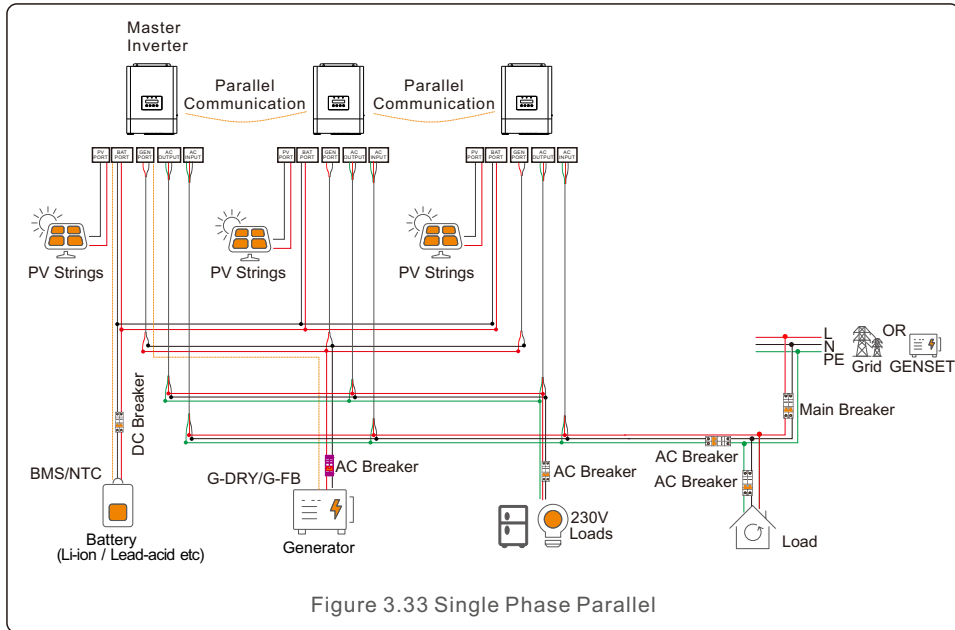 Master
Inverter
Parallel
Communication
Parallel
Communication
PV
PORT
BAT
PORT
GEN
PORT
AC
OUTPUT
AC
INPUT
PV
PORT
BAT
PORT
GEN
PORT
AC
OUTPUT
AC
INPUT
PV
PORT
BAT
PORT
GEN
PORT
AC
OUTPUT
AC
INPUT
PV Strings
PV Strings
PV Strings
L
N
PE
OR
Grid
GENSET
DC Breaker
Main Breaker
AC Breaker
AC Breaker
AC Breaker
AC Breaker
BMS/NTC
G-DRY/G-FB
Battery
(Li-ion / Lead-acid etc)
Generator
230V
Loads
Load
Figure 3.33 Single Phase Parallel